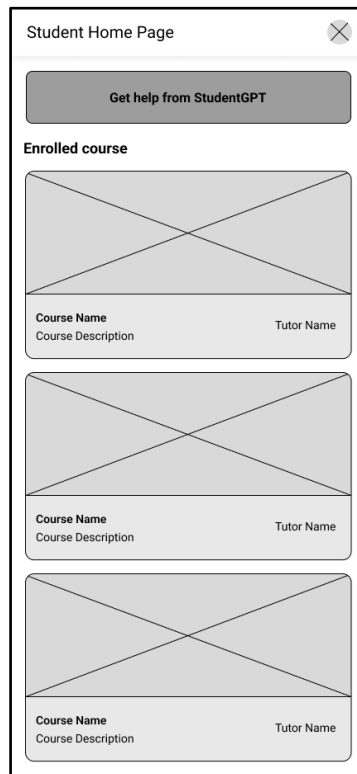 Student Home Page
Get help from StudentGPT
Enrolled course
Course Name
Course Description
Tutor Name
Course Name
Course Description
Tutor Name
Course Name
Course Description
Tutor Name